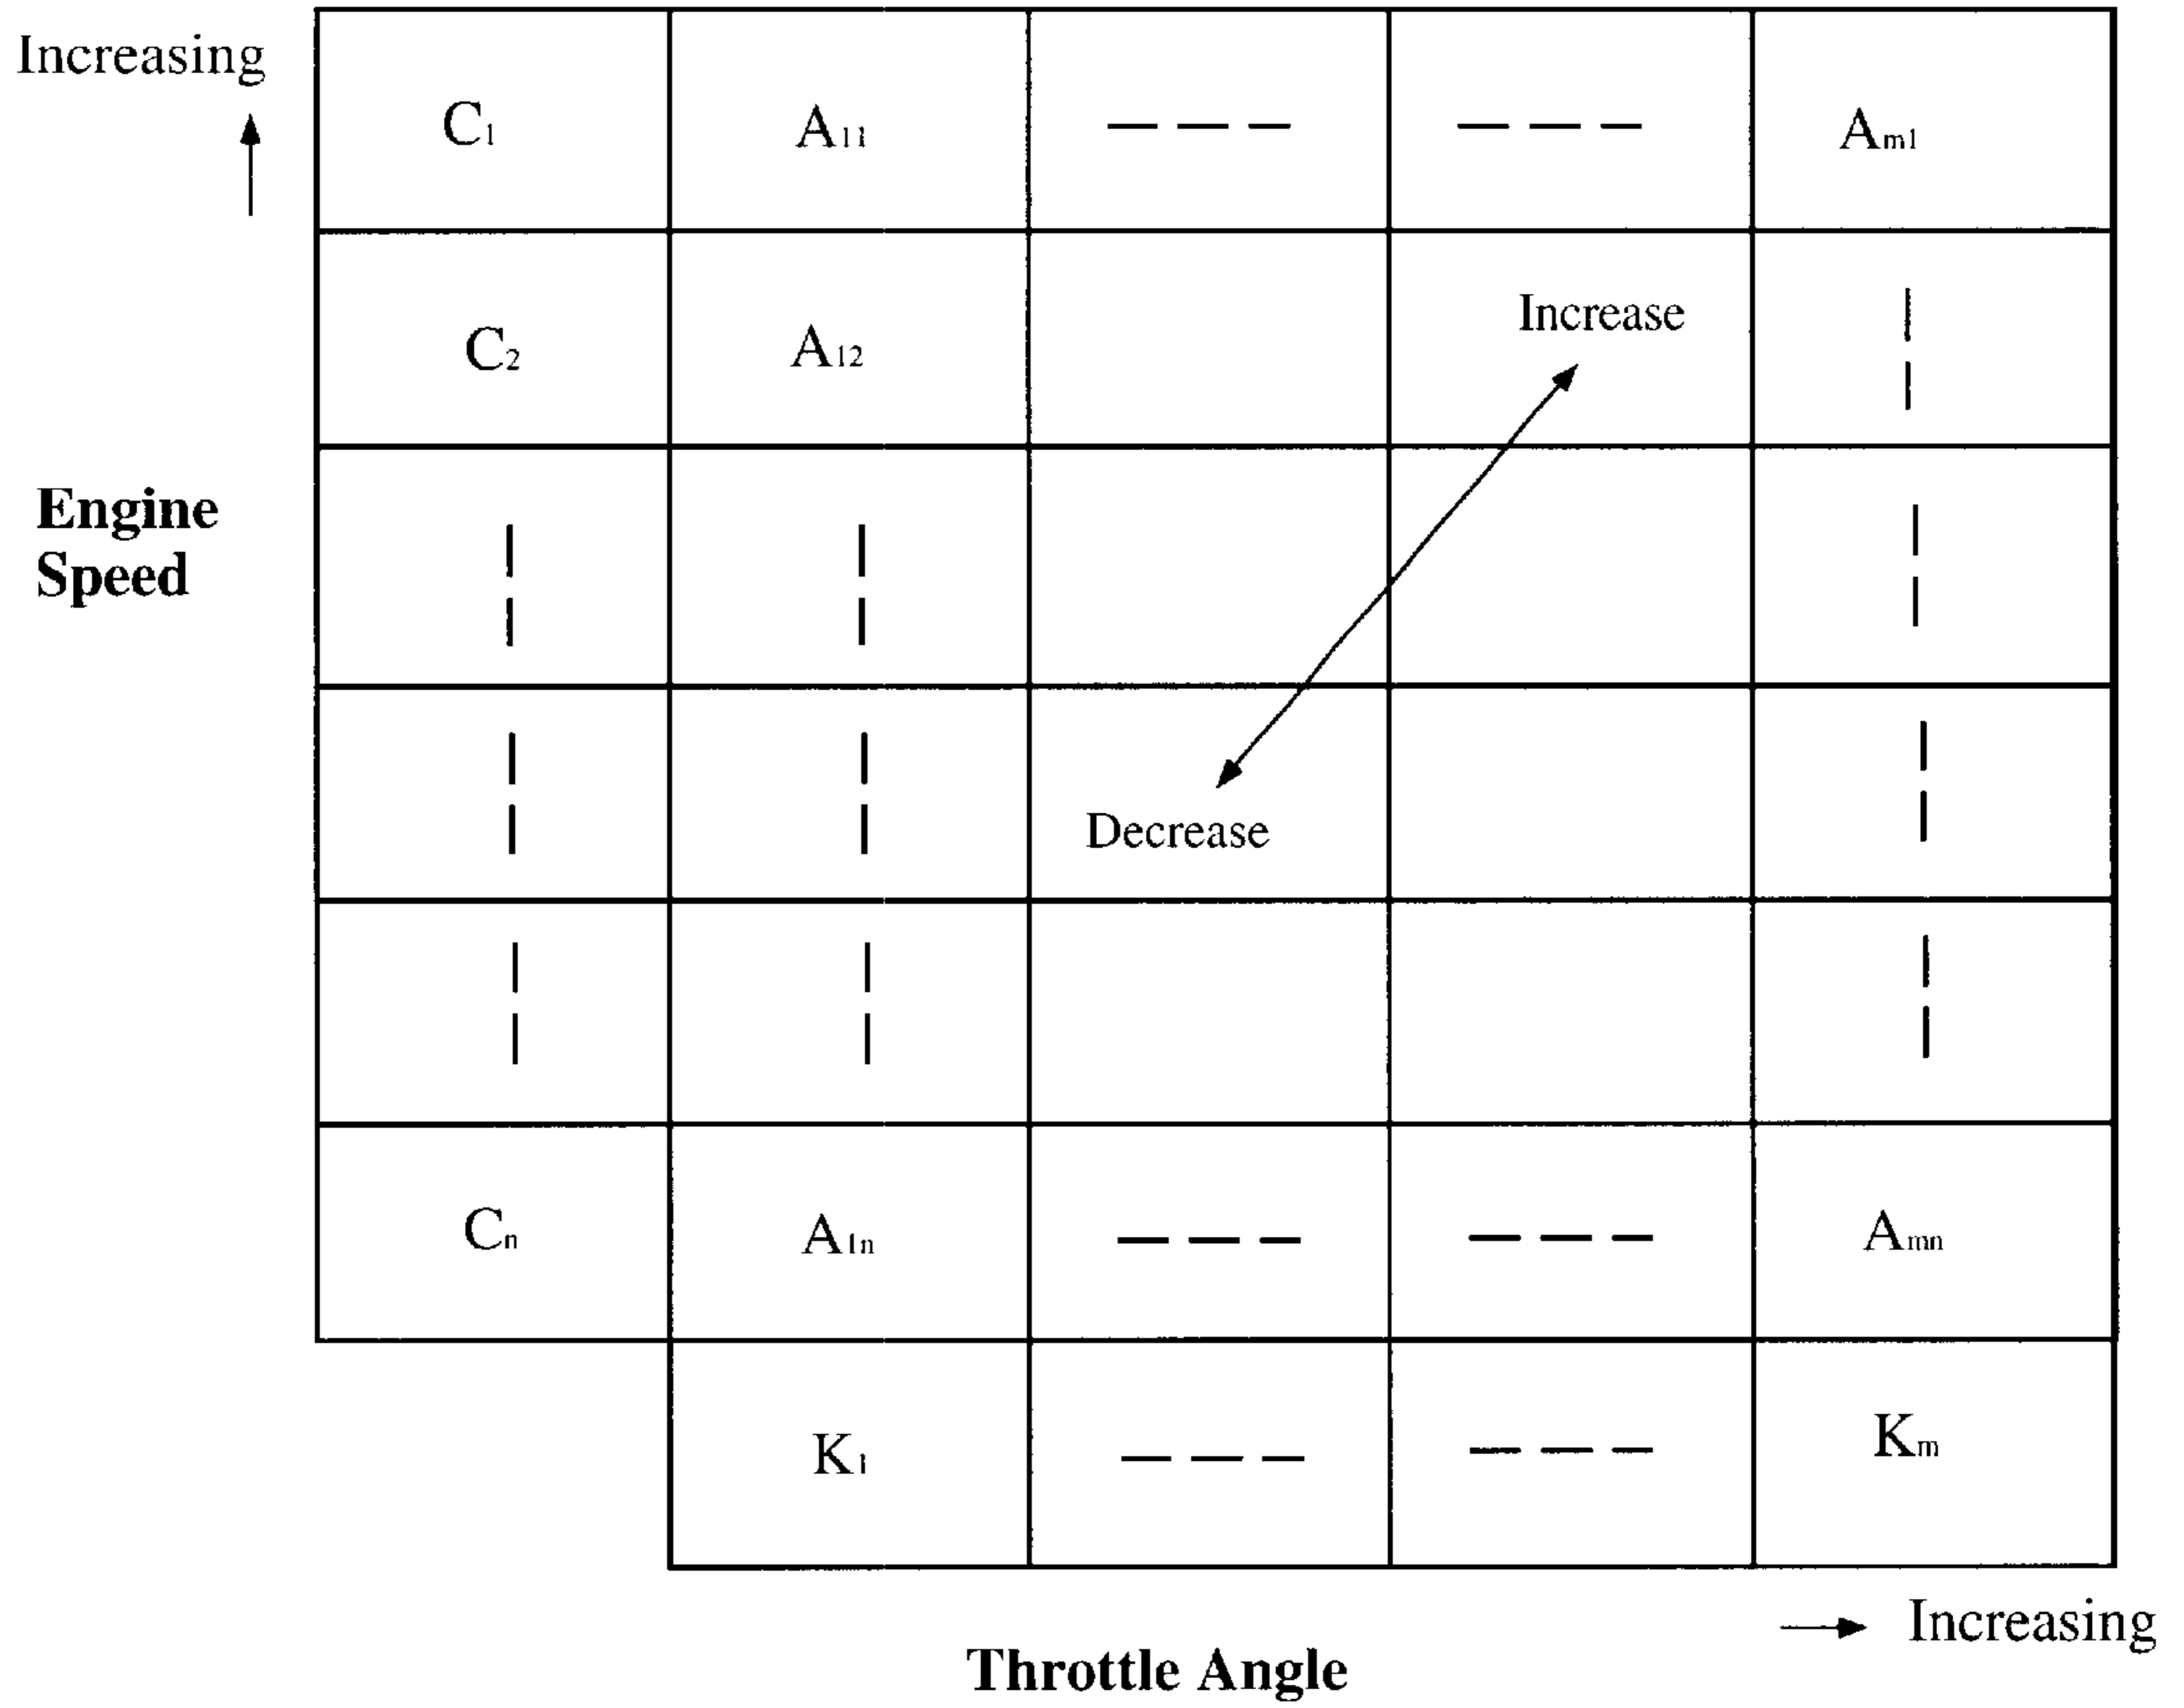 Increasing
C1 A11 Am1
C2 A12 Increase
Engine
Speed
Decrease
Cn A1n Amn
K1 Km
Increasing
Throttle Angle